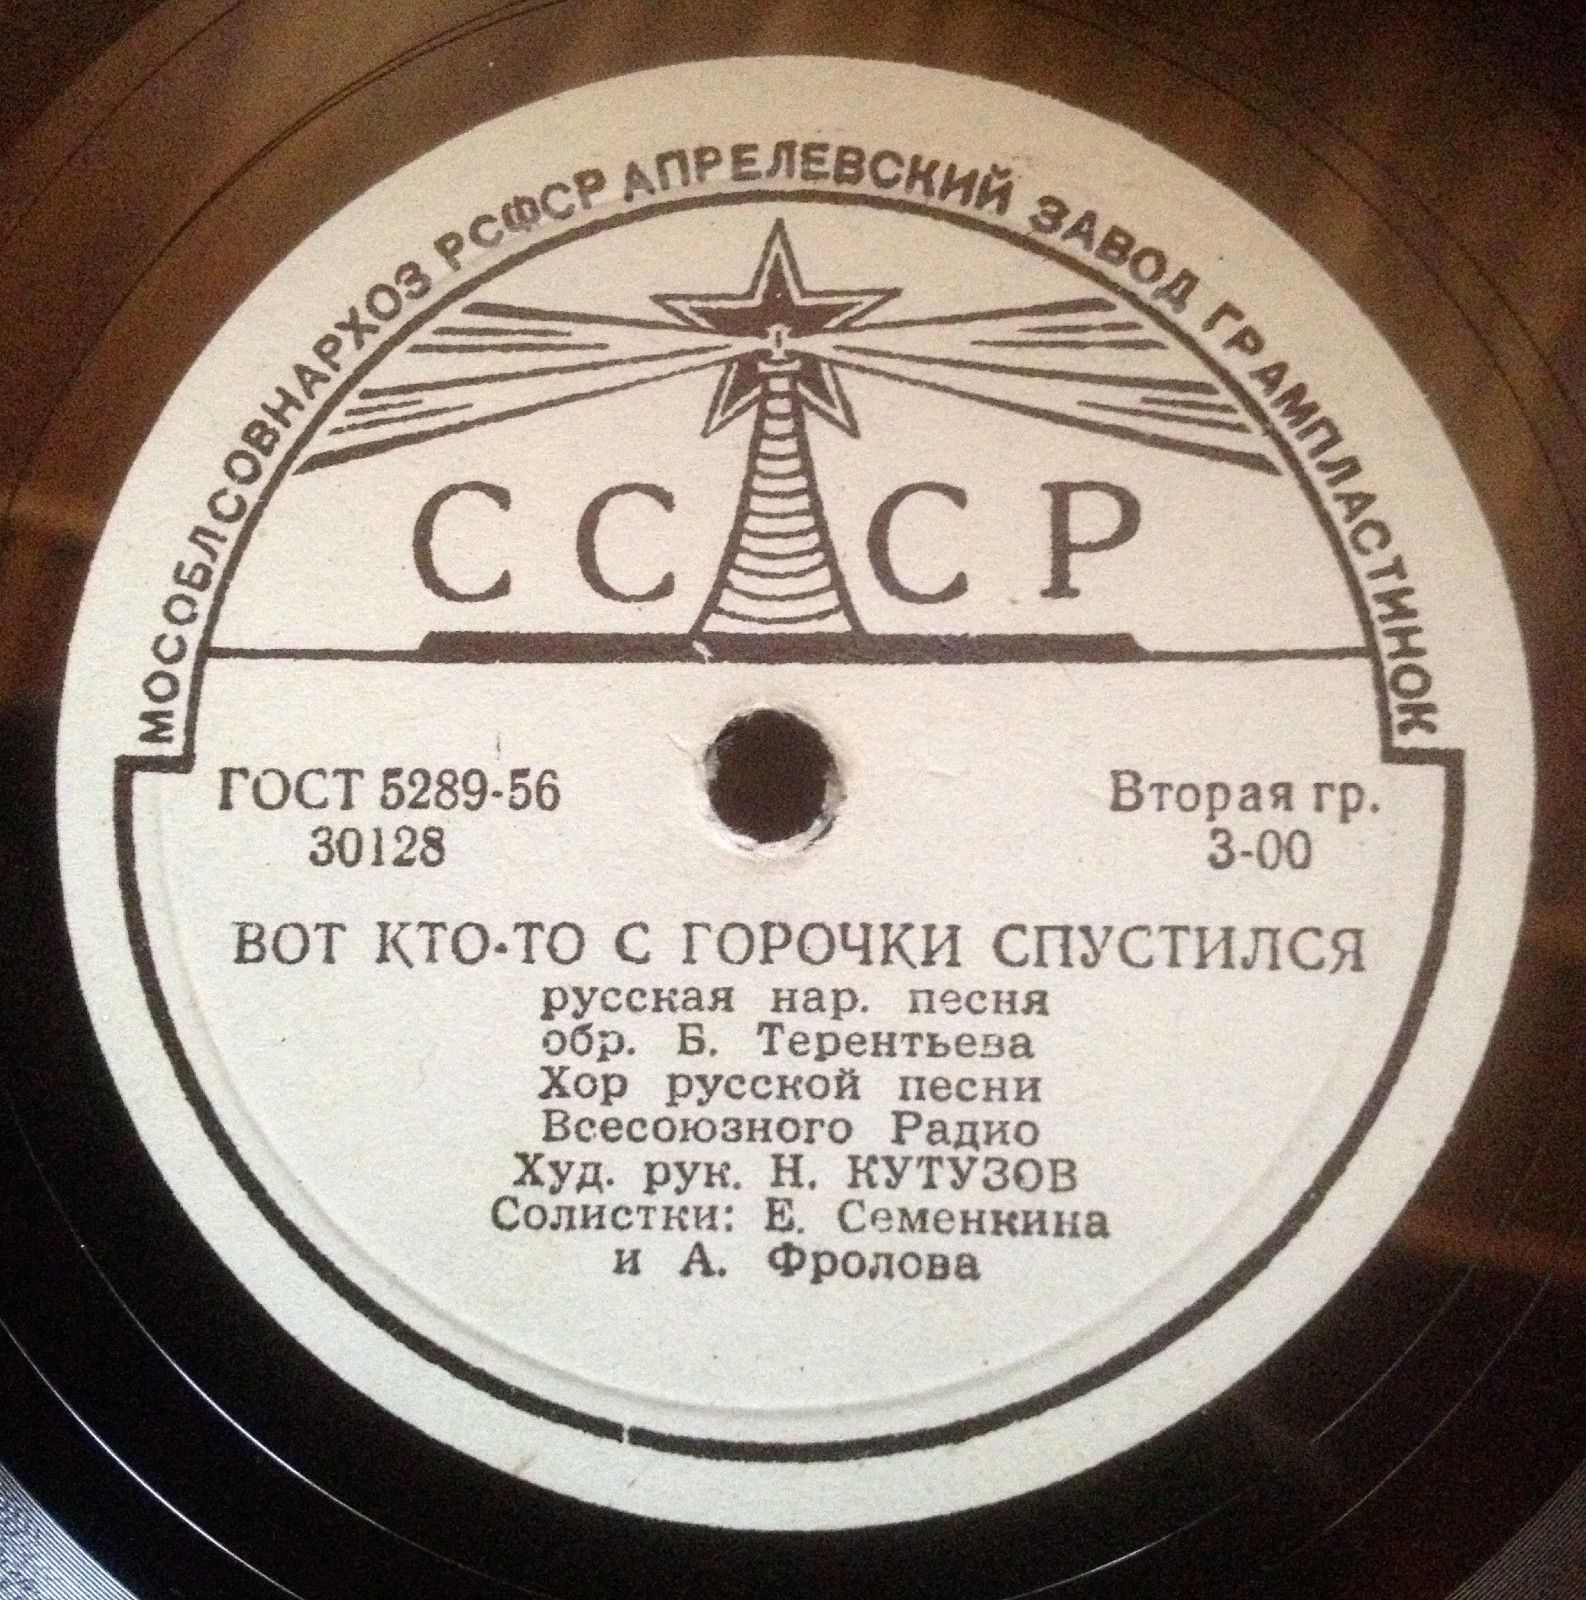 МОСОБЛСОВНАРХОЗ РСФСР АПРЕЛЕВСКИЙ ЗАВОД ГРАМПЛАСТИНОК
СССР
ГОСТ 5289-56
30128
Вторая гр.
3-00
ВОТ КТО-ТО С ГОРОЧКИ СПУСТИЛСЯ
русская нар. песня
обр. Б. Терентьева
Хор русской песни
Всесоюзного Радио
Худ. рук. Н. КУТУЗОВ
Солистки: Е. Семенкина
и А. Фролова